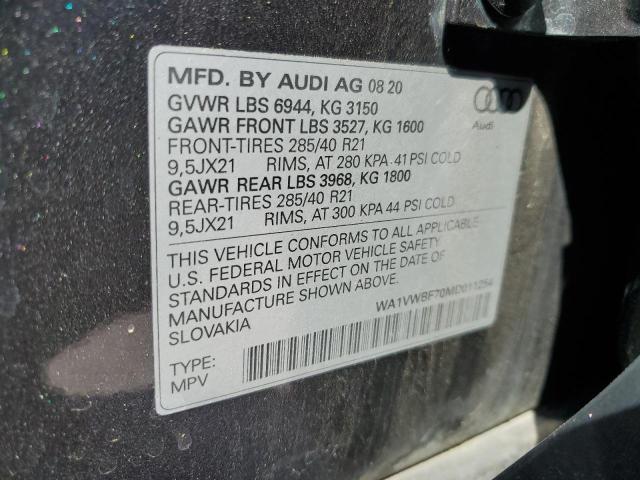 MFD. BY AUDI AG 08 20
GVWR LBS 6944, KG 3150
GAWR FRONT LBS 3527, KG 1600
FRONT-TIRES 285/40 R21
9,5JX21 RIMS, AT 280 KPA 41 PSI COLD
GAWR REAR LBS 3968, KG 1800
REAR-TIRES 285/40 R21
9,5JX21 RIMS, AT 300 KPA 44 PSI COLD
Audi
THIS VEHICLE CONFORMS TO ALL APPLICABLE
U.S. FEDERAL MOTOR VEHICLE SAFETY
STANDARDS IN EFFECT ON THE DATE OF
MANUFACTURE SHOWN ABOVE.
SLOVAKIA
WA1VWBF70MD011254
TYPE:
MPV